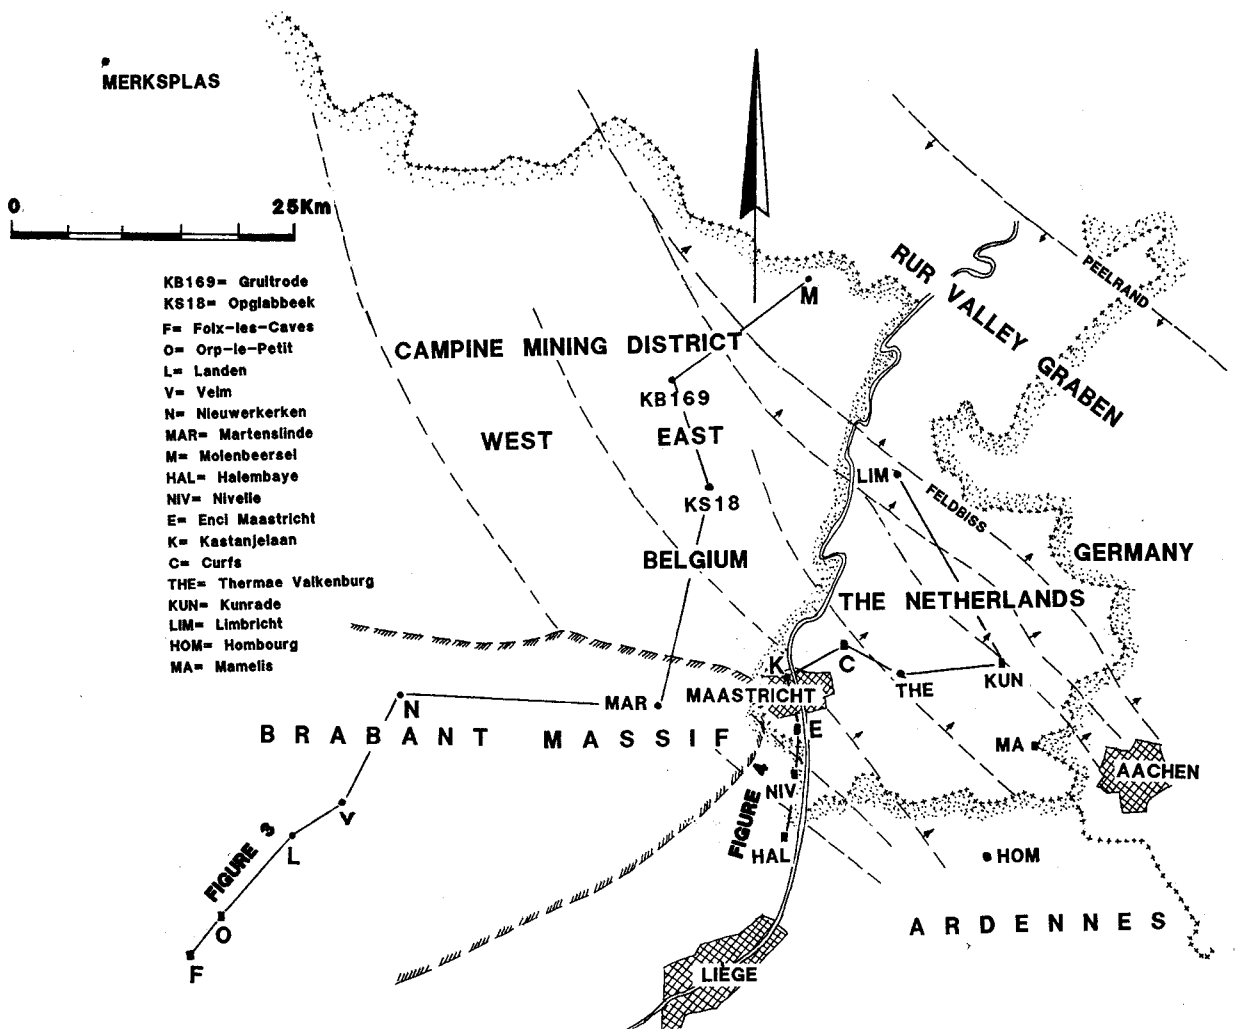 MERKSPLAS
0 25Km
KB169= Gruitrode
KS18= Opglabbeek
F= Folx-les-Caves
O= Orp-le-Petit
L= Landen
V= Velm
N= Nieuwerkerken
MAR= Martenslinde
M= Molenbeersel
HAL= Halembaye
NIV= Nivelle
E= Enci Maastricht
K= Kastanjelaan
C= Curfs
THE= Thermae Valkenburg
KUN= Kunrade
LIM= Limbricht
HOM= Hombourg
MA= Mamelis
RUR VALLEY GRABEN
PEELRAND
M
CAMPINE MINING DISTRICT
KB169
WEST
EAST
LIM
KS18
FELDBISS
BELGIUM
GERMANY
THE NETHERLANDS
K
C
THE
KUN
MAASTRICHT
MAR
N
BRABANT MASSIF
E
MA
AACHEN
NIV
FIGURE 4
V
FIGURE 3
L
HAL
HOM
O
ARDENNES
F
LIÈGE